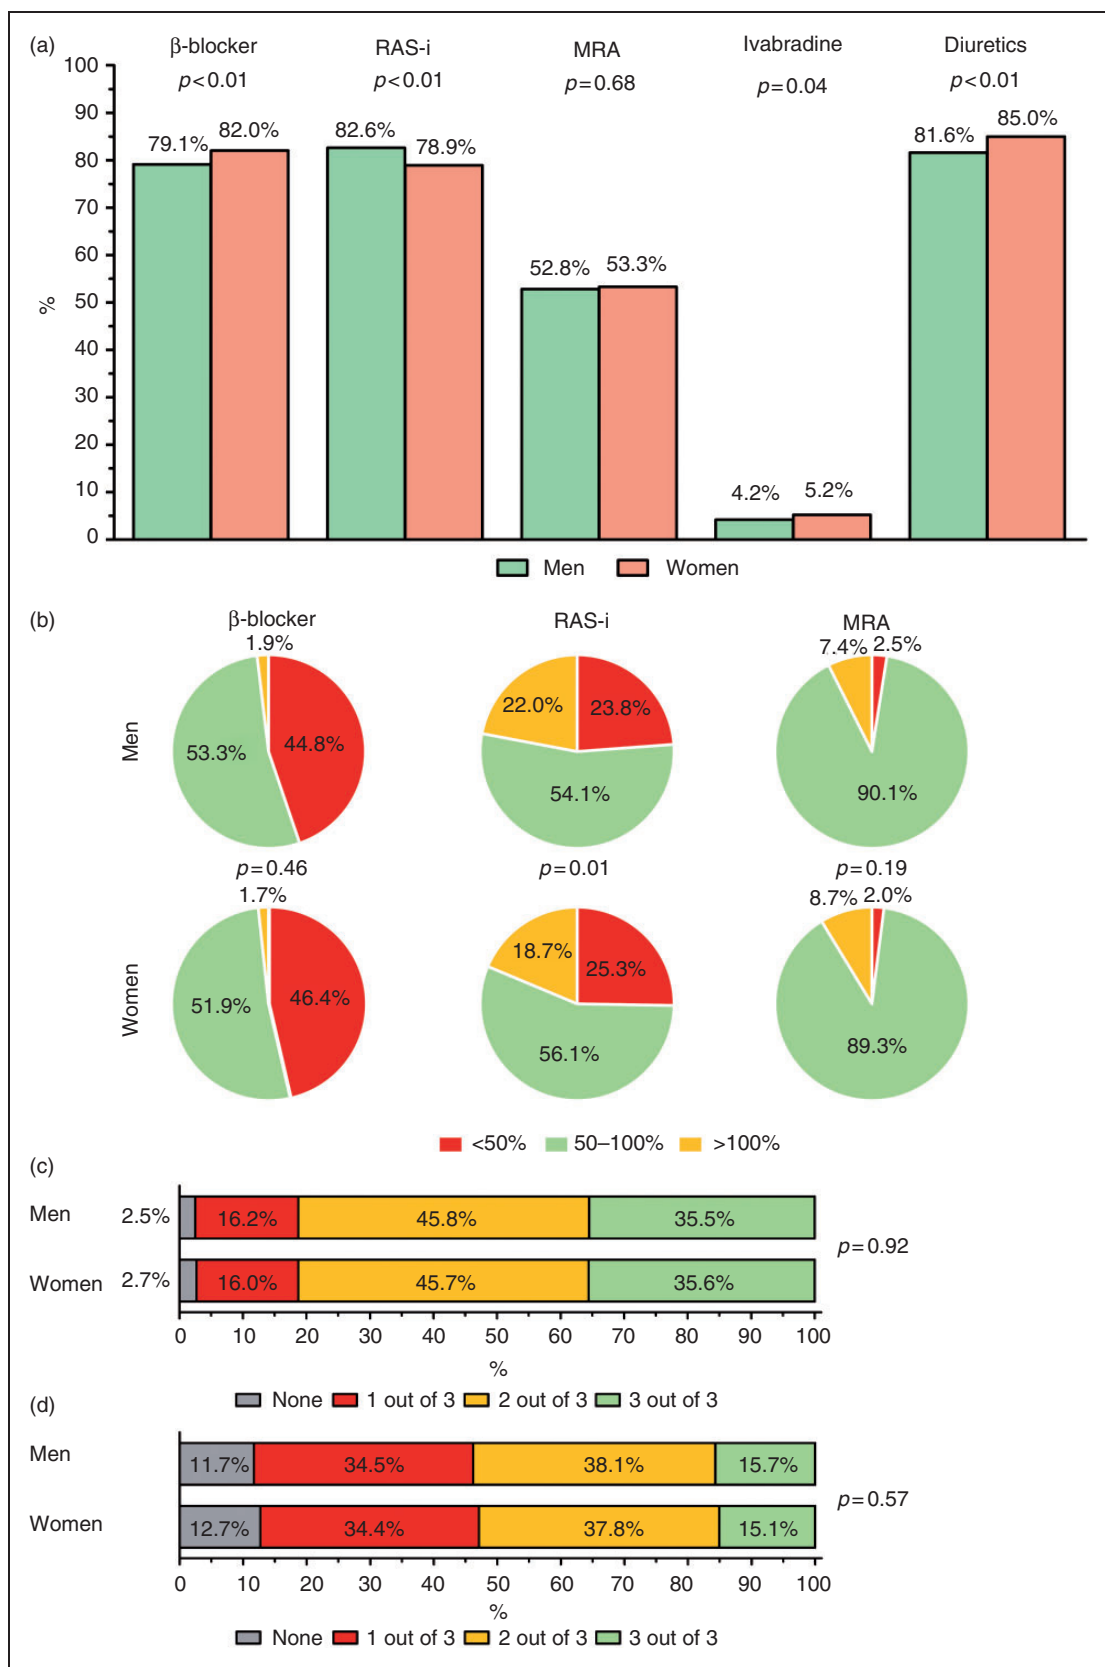 (a)
β-blocker RAS-i MRA Ivabradine Diuretics
p<0.01 p<0.01 p=0.68 p=0.04 p<0.01
100
90
80
70
60
50
40
30
20
10
0
%
79.1% 82.0% 82.6% 78.9% 52.8% 53.3% 4.2% 5.2% 81.6% 85.0%
Men Women
(b)
β-blocker RAS-i MRA
Men
1.9% 53.3% 44.8%
22.0% 23.8% 54.1%
7.4% 2.5% 90.1%
p=0.46 p=0.01 p=0.19
Women
1.7% 51.9% 46.4%
18.7% 25.3% 56.1%
8.7% 2.0% 89.3%
<50% 50–100% >100%
(c)
Men 2.5% 16.2% 45.8% 35.5%
p=0.92
Women 2.7% 16.0% 45.7% 35.6%
0 10 20 30 40 50 60 70 80 90 100
%
None 1 out of 3 2 out of 3 3 out of 3
(d)
Men 11.7% 34.5% 38.1% 15.7%
p=0.57
Women 12.7% 34.4% 37.8% 15.1%
0 10 20 30 40 50 60 70 80 90 100
%
None 1 out of 3 2 out of 3 3 out of 3